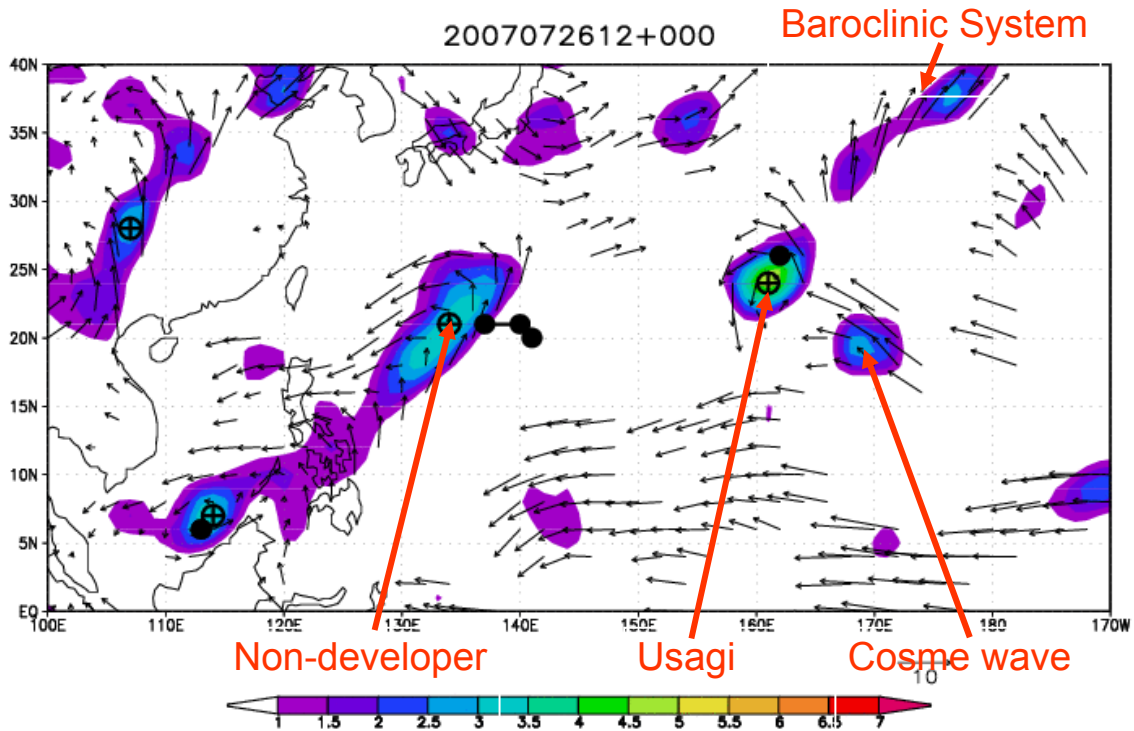 Baroclinic System
2007072612+000
40N
35N
30N
25N
20N
15N
10N
5N
EQ
100E 110E 120E 130E 140E 150E 160E 170E 180 170W
Non-developer Usagi Cosme wave
10
1 1.5 2 2.5 3 3.5 4 4.5 5 5.5 6 6.5 7